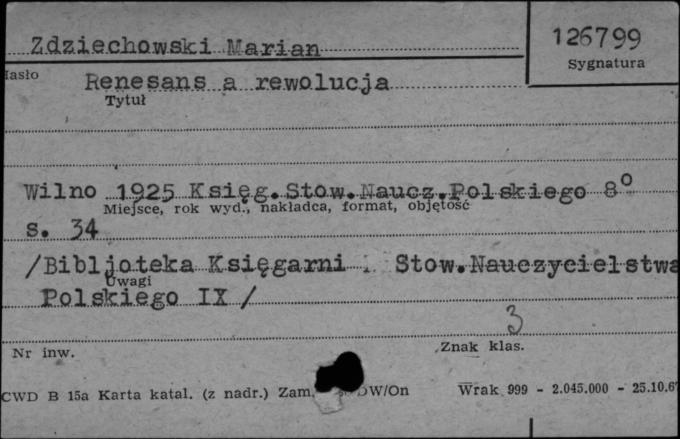 Zdziechowski Marian
126799
Sygnatura
Hasło
Renesans a rewolucja
Tytuł
Wilno 1925 Księg.Stow.Naucz.Polskiego 8°
Miejsce, rok wyd., nakładca, format, objętość
s. 34
/Bibljoteka Księgarni Stow.Nauczycielstwa
Uwagi
Polskiego IX /
3
Nr inw.
Znak klas.
CWD B 15a Karta katal. (z nadr.) Zam. W/On Wrak 999 - 2.045.000 - 25.10.67